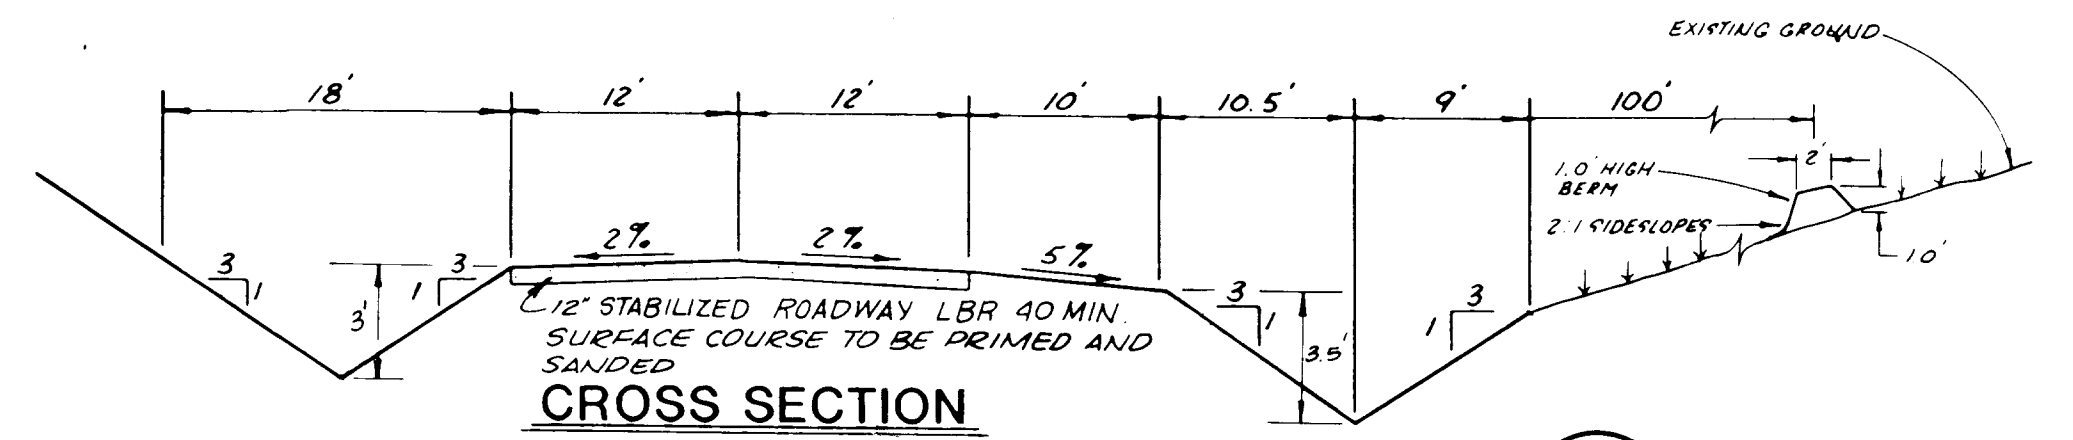 EXISTING GROUND
18' 12' 12' 10' 10.5' 9' 100'
2'
1.0' HIGH
BERM
2:1 SIDESLOPES
1.0'
2% 2% 5%
3 1
1 3
3'
3 1
3.5'
1 3
12" STABILIZED ROADWAY LBR 40 MIN.
SURFACE COURSE TO BE PRIMED AND
SANDED
CROSS SECTION